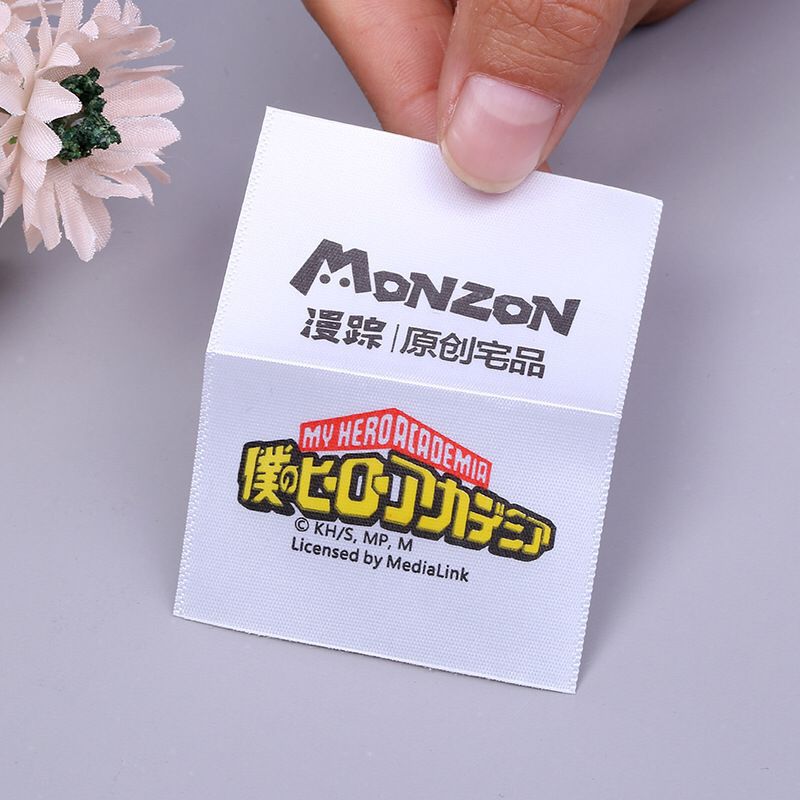 MONZON
漫踪|原创宅品
MY HERO ACADEMIA
僕のヒーローアカデミア
© KH/S, MP, M
Licensed by MediaLink